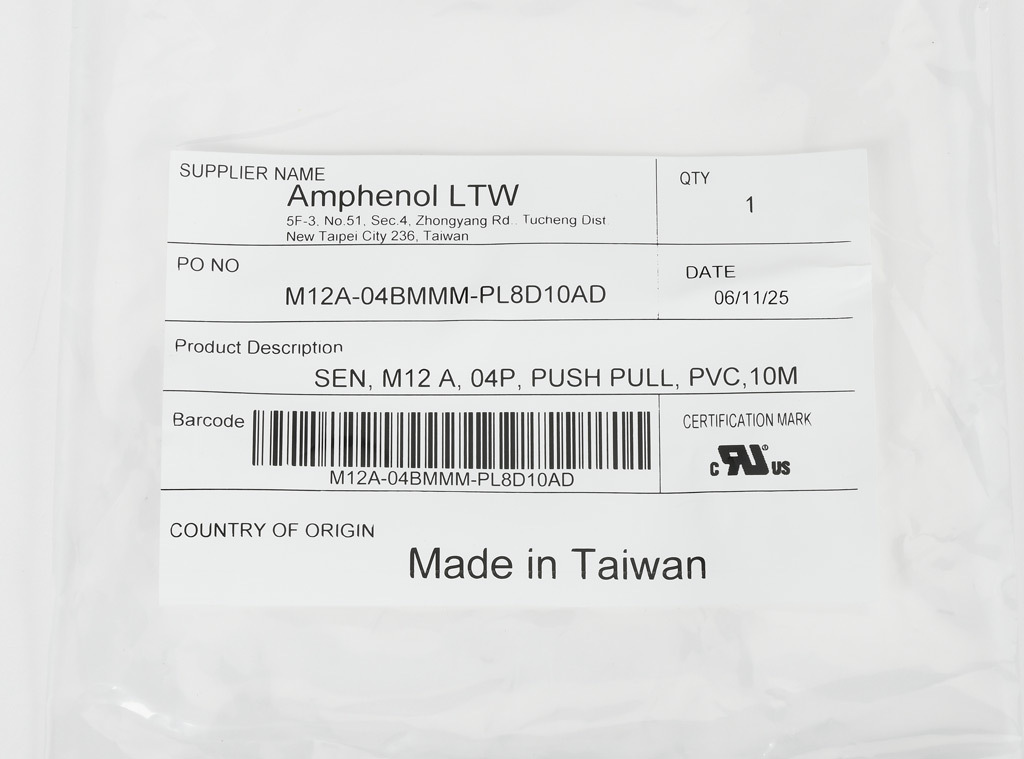 SUPPLIER NAME
Amphenol LTW
5F-3, No.51, Sec.4, Zhongyang Rd., Tucheng Dist
New Taipei City 236, Taiwan
QTY
1
PO NO
M12A-04BMMM-PL8D10AD
DATE
06/11/25
Product Description
SEN, M12 A, 04P, PUSH PULL, PVC,10M
Barcode
M12A-04BMMM-PL8D10AD
CERTIFICATION MARK
c RU® US
COUNTRY OF ORIGIN
Made in Taiwan